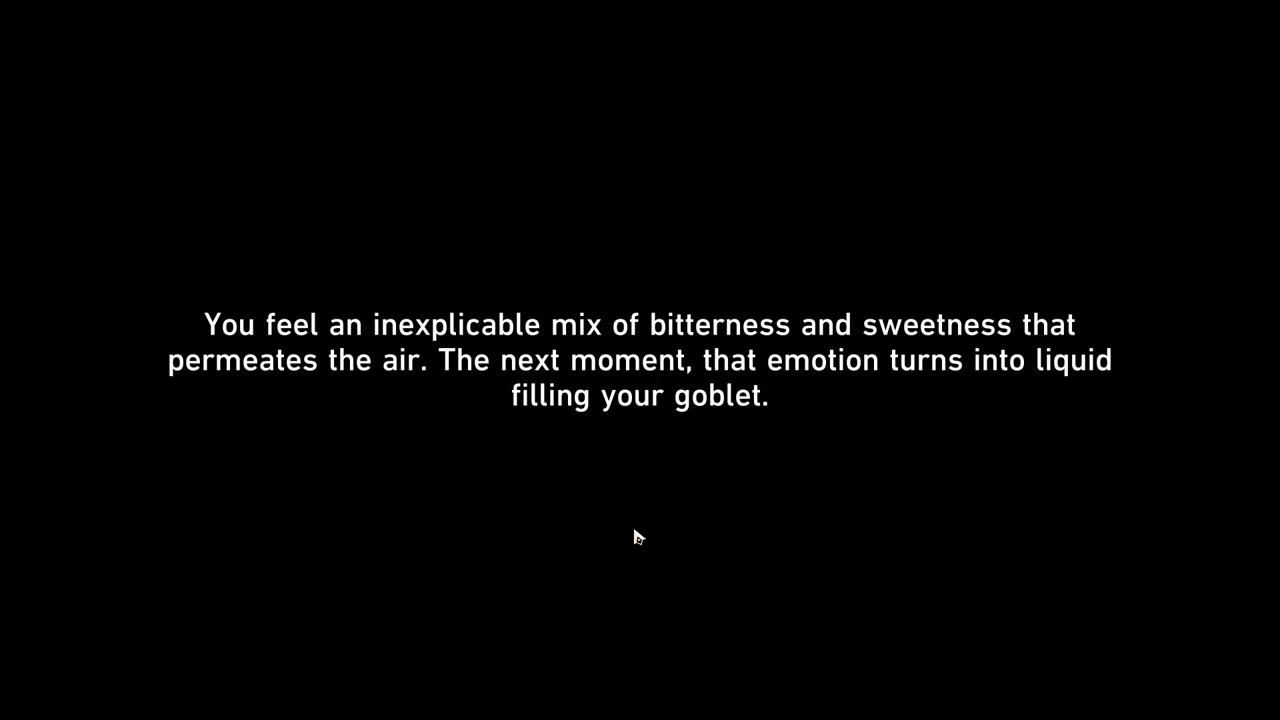 You feel an inexplicable mix of bitterness and sweetness that
permeates the air. The next moment, that emotion turns into liquid
filling your goblet.